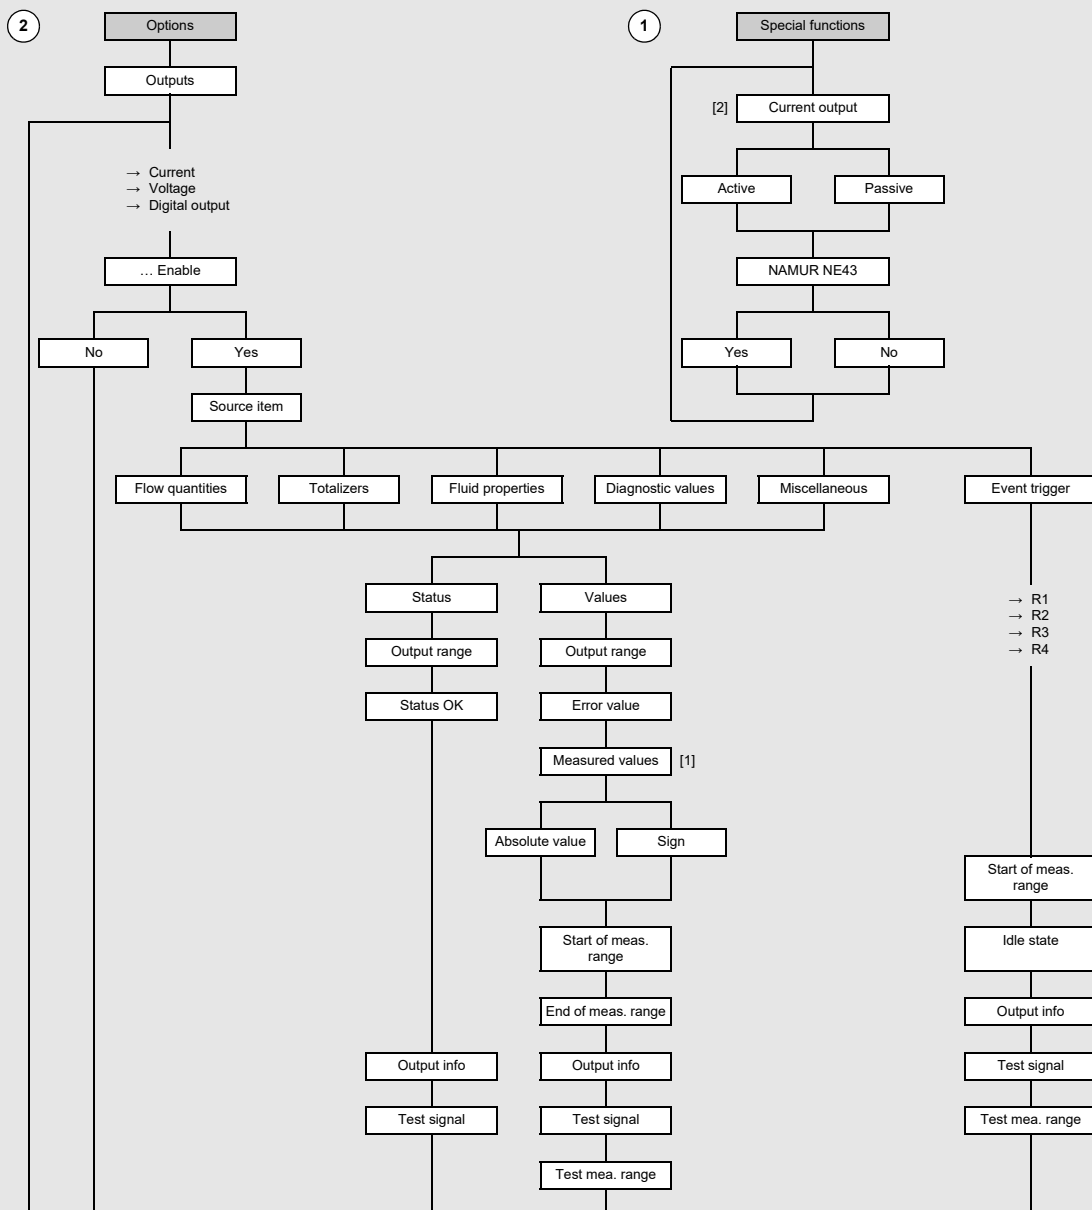 2
Options
Outputs
→ Current
→ Voltage
→ Digital output
… Enable
No
Yes
Source item
1
Special functions
[2]
Current output
Active
Passive
NAMUR NE43
Yes
No
Flow quantities
Totalizers
Fluid properties
Diagnostic values
Miscellaneous
Event trigger
Status
Output range
Status OK
Output info
Test signal
Values
Output range
Error value
Measured values
[1]
Absolute value
Sign
Start of meas.
range
End of meas. range
Output info
Test signal
Test mea. range
→ R1
→ R2
→ R3
→ R4
Start of meas.
range
Idle state
Output info
Test signal
Test mea. range